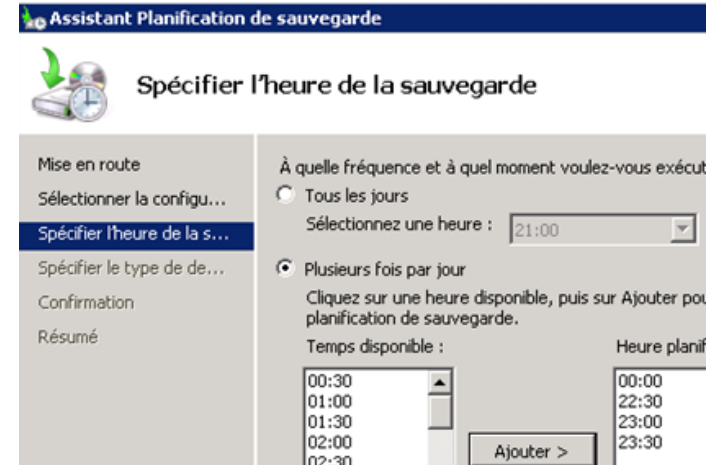 Assistant Planification de sauvegarde
Spécifier l'heure de la sauvegarde
Mise en route
Sélectionner la configu...
Spécifier l'heure de la s...
Spécifier le type de de...
Confirmation
Résumé
À quelle fréquence et à quel moment voulez-vous exécut
Tous les jours
Sélectionnez une heure : 21:00
Plusieurs fois par jour
Cliquez sur une heure disponible, puis sur Ajouter pou
planification de sauvegarde.
Temps disponible :
00:30
01:00
01:30
02:00
02:30
Ajouter >
Heure planif
00:00
22:30
23:00
23:30